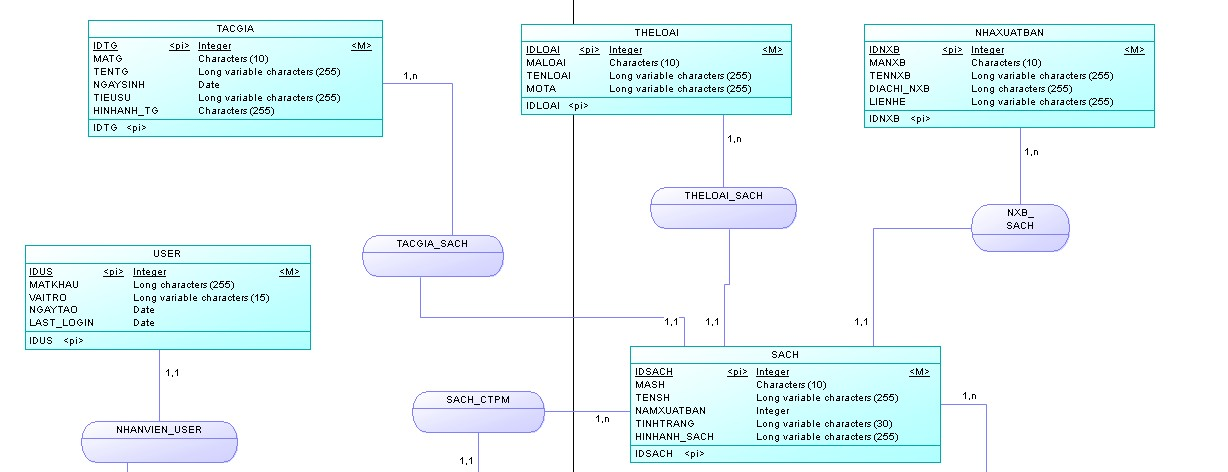 TACGIA
IDTG <pi> Integer <M>
MATG Characters (10)
TENTG Long variable characters (255)
NGAYSINH Date
TIEUSU Long variable characters (255)
HINHANH_TG Characters (255)
IDTG <pi>
THELOAI
IDLOAI <pi> Integer <M>
MALOAI Characters (10)
TENLOAI Long variable characters (255)
MOTA Long variable characters (255)
IDLOAI <pi>
NHAXUATBAN
IDNXB <pi> Integer <M>
MANXB Characters (10)
TENNXB Long variable characters (255)
DIACHI_NXB Long characters (255)
LIENHE Long variable characters (255)
IDNXB <pi>
1,n
1,n
1,n
THELOAI_SACH
NXB_
SACH
TACGIA_SACH
USER
IDUS <pi> Integer <M>
MATKHAU Long characters (255)
VAITRO Long variable characters (15)
NGAYTAO Date
LAST_LOGIN Date
IDUS <pi>
1,1
1,1
1,1
SACH
IDSACH <pi> Integer <M>
MASH Characters (10)
TENSH Long variable characters (255)
NAMXUATBAN Integer
TINHTRANG Long variable characters (30)
HINHANH_SACH Long variable characters (255)
IDSACH <pi>
1,1
SACH_CTPM
1,n
1,n
NHANVIEN_USER
1,1